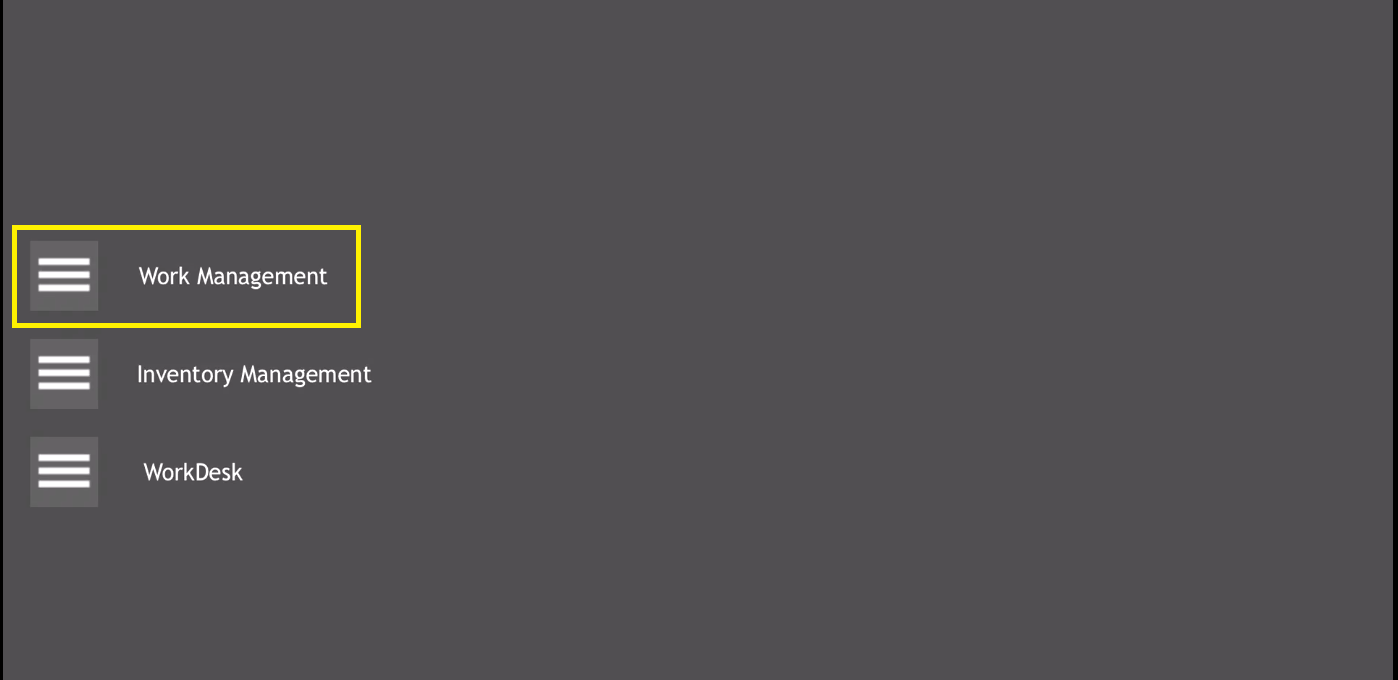 Work Management
Inventory Management
WorkDesk